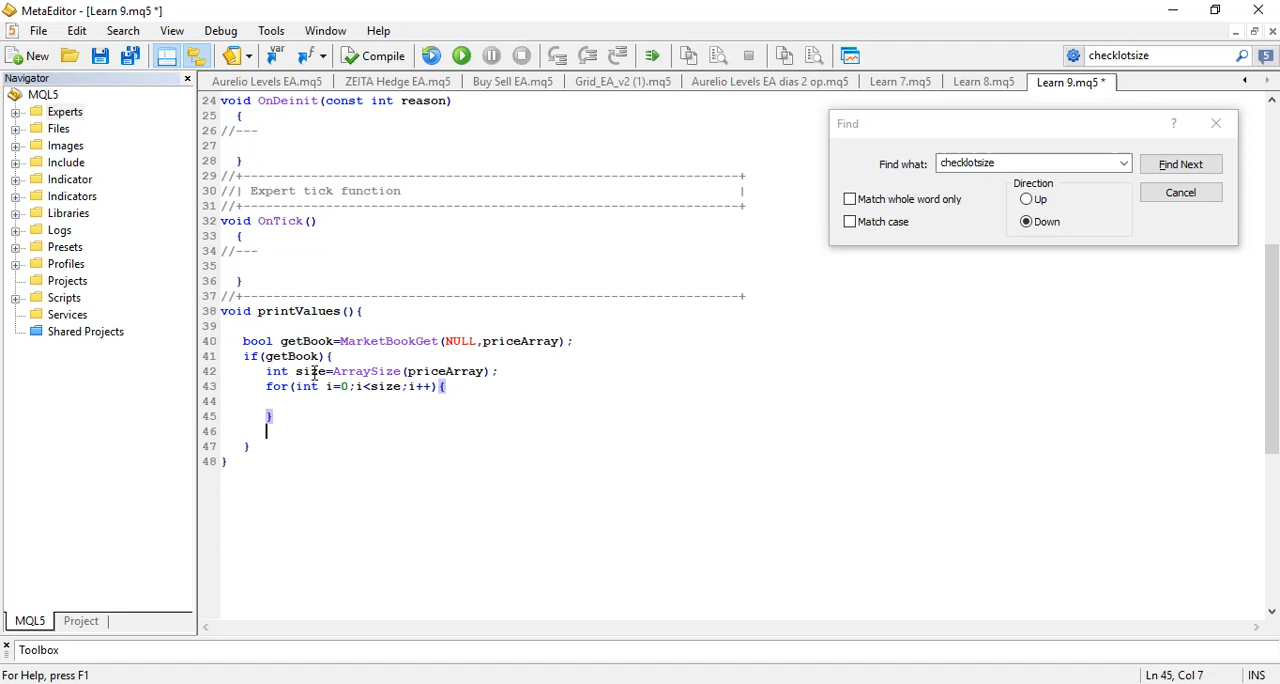 MetaEditor - [Learn 9.mq5 *]
File Edit Search View Debug Tools Window Help
New Compile checklotsize 5
Navigator
Aurelio Levels EA.mq5 ZEITA Hedge EA.mq5 Buy Sell EA.mq5 Grid_EA_v2 (1).mq5 Aurelio Levels EA dias 2 op.mq5 Learn 7.mq5 Learn 8.mq5 Learn 9.mq5 *
MQL5
Experts
Files
Images
Include
Indicator
Indicators
Libraries
Logs
Presets
Profiles
Projects
Scripts
Services
Shared Projects
MQL5 Project
24 void OnDeinit(const int reason)
25 {
26 //---
27
28 }
29 //+------------------------------------------------------------------+
30 //| Expert tick function |
31 //+------------------------------------------------------------------+
32 void OnTick()
33 {
34 //---
35
36 }
37 //+------------------------------------------------------------------+
38 void printValues(){
39
40 bool getBook=MarketBookGet(NULL,priceArray);
41 if(getBook){
42 int size=ArraySize(priceArray);
43 for(int i=0;i<size;i++){
44
45 }
46
47 }
48 }
Find ?
Find what: checklotsize Find Next
Match whole word only Direction Cancel
Match case Up Down
Toolbox
For Help, press F1 Ln 45, Col 7 INS